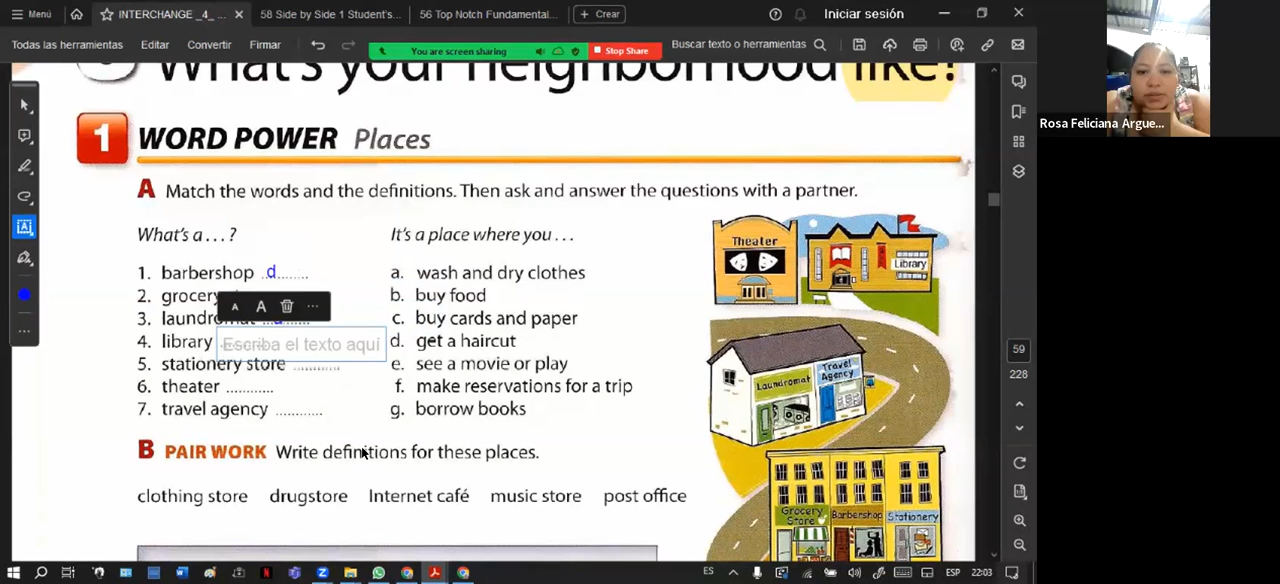 Menú
INTERCHANGE _4_ ...
58 Side by Side 1 Student's...
56 Top Notch Fundamental...
+ Crear
Iniciar sesión
Todas las herramientas
Editar
Convertir
Firmar
You are screen sharing
Stop Share
Buscar texto o herramientas
What's your neighborhood like?
1 WORD POWER Places
A Match the words and the definitions. Then ask and answer the questions with a partner.
What's a . . . ?
It's a place where you . . .
1. barbershop d
2. grocery
3. laundromat a
4. library
5. stationery store
6. theater
7. travel agency
a. wash and dry clothes
b. buy food
c. buy cards and paper
d. get a haircut
e. see a movie or play
f. make reservations for a trip
g. borrow books
A A ...
Escriba el texto aquí
B PAIR WORK Write definitions for these places.
clothing store drugstore Internet café music store post office
Theater
Library
Laundromat
Travel
Agency
Grocery
Store
Barbershop
Stationery
59
228
Rosa Feliciana Argue...
ES
ESP
22:03